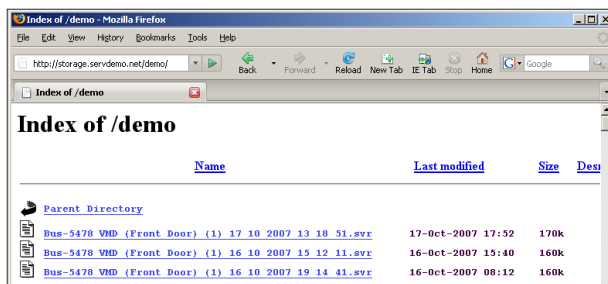 Index of /demo - Mozilla Firefox
File Edit View History Bookmarks Tools Help
http://storage.servdemo.net/demo/ Back Forward Reload New Tab IE Tab Stop Home G Google
Index of /demo
Index of /demo
Name Last modified Size
Parent Directory
Bus-5478 VMD (Front Door) (1) 17 10 2007 13 18 51.svr 17-Oct-2007 17:52 170k
Bus-5478 VMD (Front Door) (1) 16 10 2007 15 12 11.svr 16-Oct-2007 15:40 160k
Bus-5478 VMD (Front Door) (1) 16 10 2007 19 14 41.svr 16-Oct-2007 08:12 160k